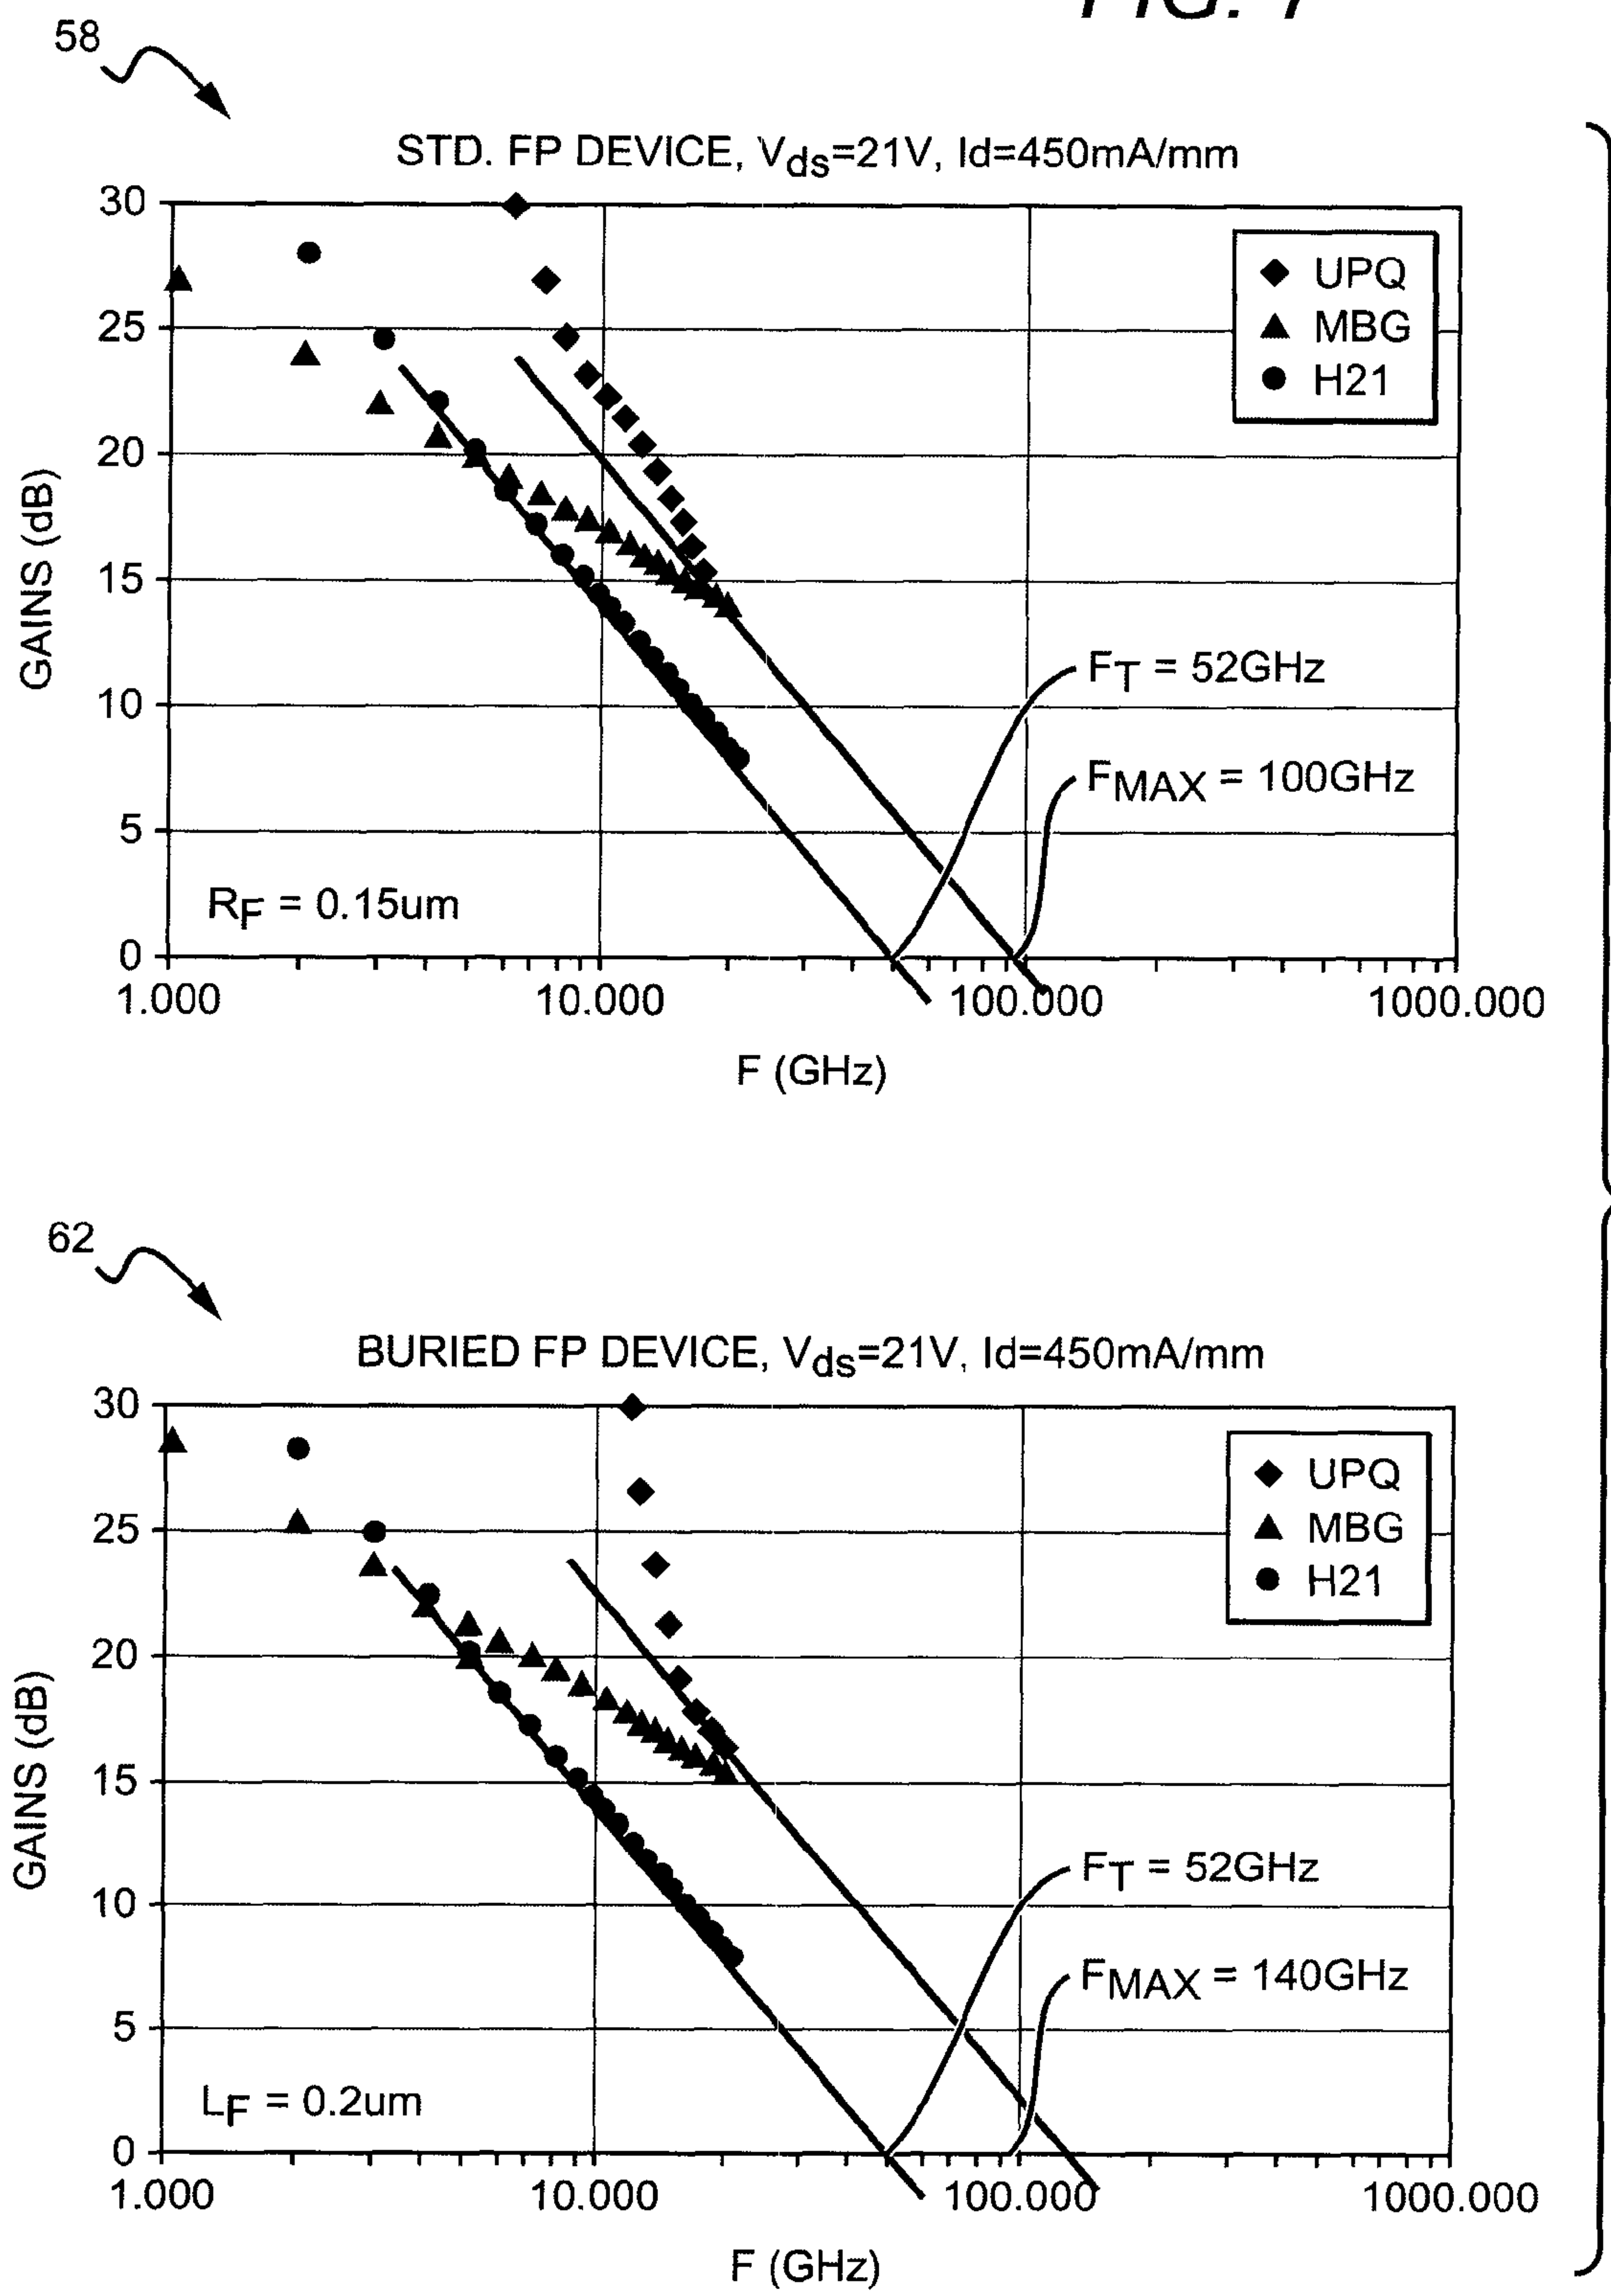 FIG. 7
58
STD. FP DEVICE, Vds=21V, Id=450mA/mm
30
25
20
15
10
5
0
GAINS (dB)
UPQ
MBG
H21
FT = 52GHz
FMAX = 100GHz
RF = 0.15um
1.000
10.000
100.000
1000.000
F (GHz)
62
BURIED FP DEVICE, Vds=21V, Id=450mA/mm
30
25
20
15
10
5
0
GAINS (dB)
UPQ
MBG
H21
FT = 52GHz
FMAX = 140GHz
LF = 0.2um
1.000
10.000
100.000
1000.000
F (GHz)